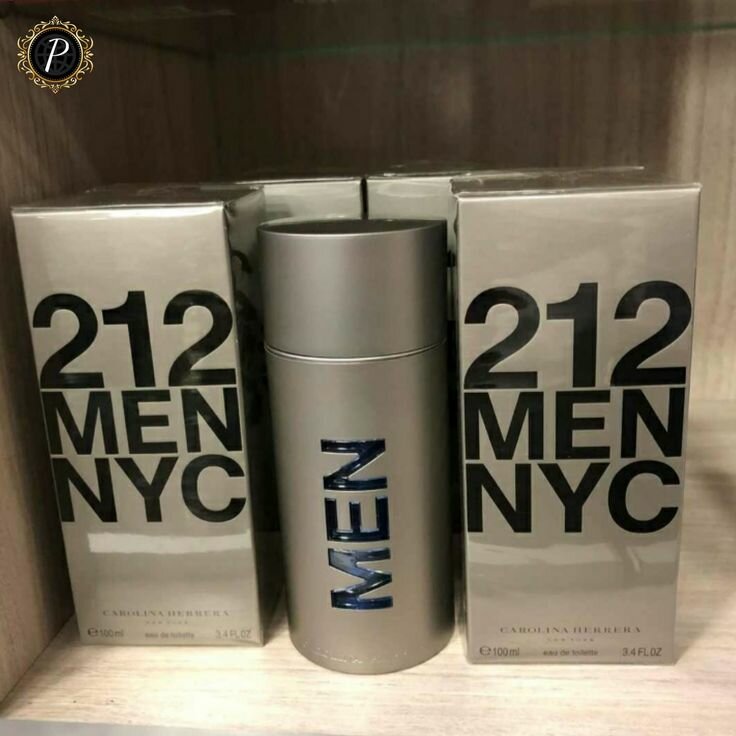 P
212
MEN
NYC
CAROLINA HERRERA
NEW YORK
℮100ml eau de toilette 3.4 FL OZ
MEN
212
MEN
NYC
CAROLINA HERRERA
NEW YORK
℮100ml eau de toilette 3.4 FL OZ